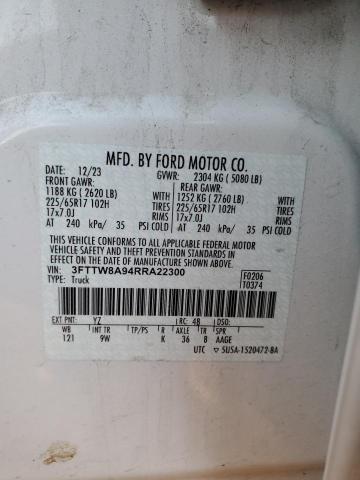 MFD. BY FORD MOTOR CO.
12/23 GVWR: 2304 KG ( 5080 LB)
FRONT GAWR: REAR GAWR:
1188 KG ( 2620 LB) 1252 KG ( 2760 LB)
225/65R17 102H TIRES 225/65R17 102H TIRES
17x7.0J RIMS 17x7.0J RIMS
AT 240 kPa/ 35 PSI COLD AT 240 kPa/ 35 PSI COLD
THIS VEHICLE CONFORMS TO ALL APPLICABLE FEDERAL MOTOR
VEHICLE SAFETY STANDARDS AND THEFT PREVENTION STANDARD
IN EFFECT ON THE DATE OF MANUFACTURE SHOWN ABOVE.
VIN: 3FTTW8A94RRA22300 F0206
TYPE: Truck T0374
EXT PNT: YZ RC: 48 DSO:
WB INT TR TP/PS R AXLE TR SPR
121 9W K 36 8 AAGE
UTC ▽ 5U5A-1520472-BA